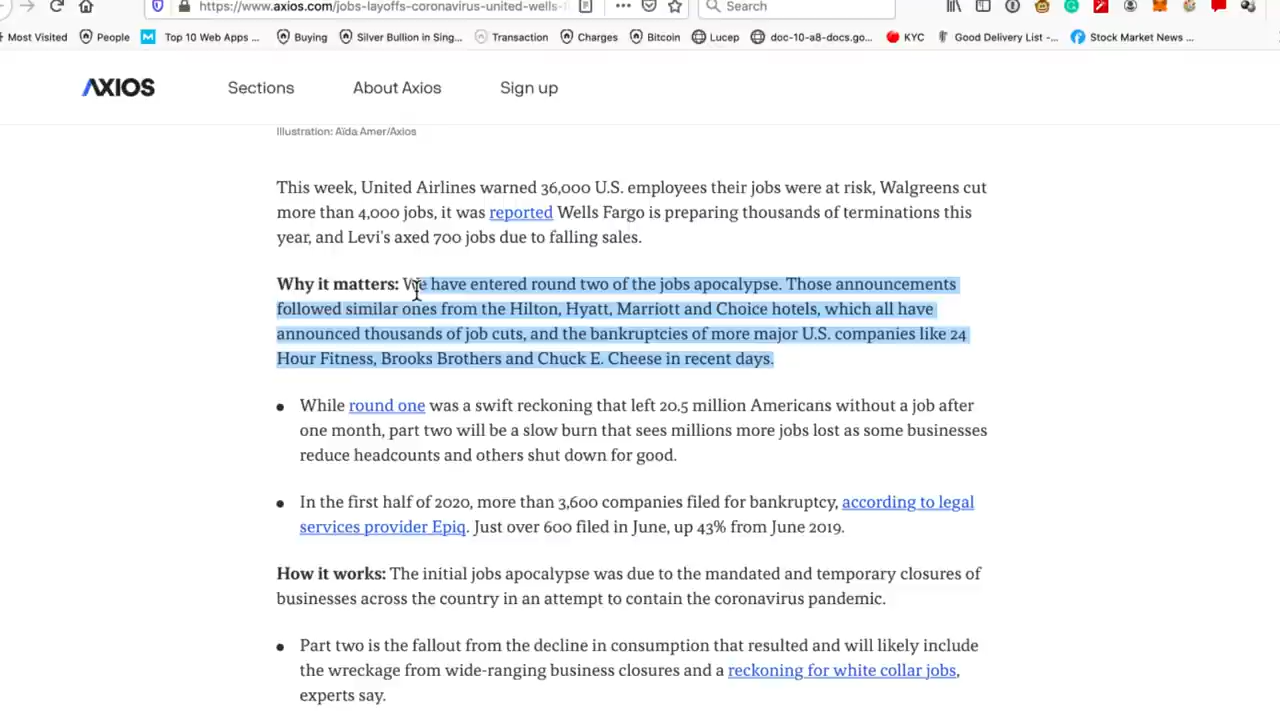 https://www.axios.com/jobs-layoffs-coronavirus-united-wells-f
Search
Most Visited
People
Top 10 Web Apps ...
Buying
Silver Bullion in Sing...
Transaction
Charges
Bitcoin
Lucep
doc-10-a8-docs.go...
KYC
Good Delivery List -...
Stock Market News ...
AXIOS
Sections
About Axios
Sign up
Illustration: Aïda Amer/Axios
This week, United Airlines warned 36,000 U.S. employees their jobs were at risk, Walgreens cut
more than 4,000 jobs, it was reported Wells Fargo is preparing thousands of terminations this
year, and Levi's axed 700 jobs due to falling sales.
Why it matters: We have entered round two of the jobs apocalypse. Those announcements
followed similar ones from the Hilton, Hyatt, Marriott and Choice hotels, which all have
announced thousands of job cuts, and the bankruptcies of more major U.S. companies like 24
Hour Fitness, Brooks Brothers and Chuck E. Cheese in recent days.
While round one was a swift reckoning that left 20.5 million Americans without a job after
one month, part two will be a slow burn that sees millions more jobs lost as some businesses
reduce headcounts and others shut down for good.
In the first half of 2020, more than 3,600 companies filed for bankruptcy, according to legal
services provider Epiq. Just over 600 filed in June, up 43% from June 2019.
How it works: The initial jobs apocalypse was due to the mandated and temporary closures of
businesses across the country in an attempt to contain the coronavirus pandemic.
Part two is the fallout from the decline in consumption that resulted and will likely include
the wreckage from wide-ranging business closures and a reckoning for white collar jobs,
experts say.